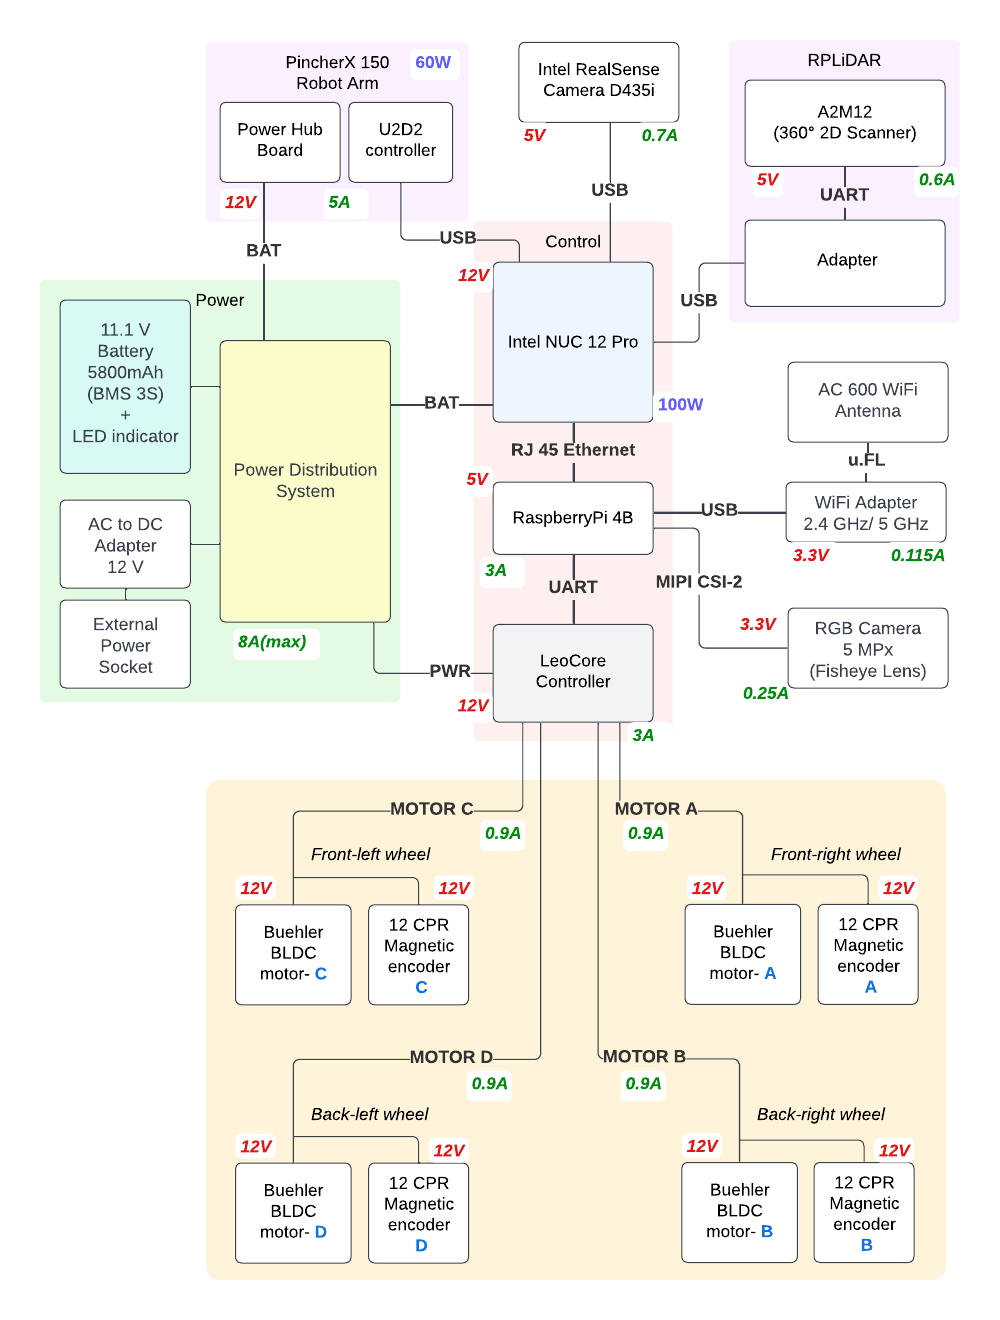 PincherX 150
Robot Arm
60W
Power Hub
Board
U2D2
controller
12V
5A
BAT
USB
Intel RealSense
Camera D435i
5V
0.7A
USB
RPLiDAR
A2M12
(360° 2D Scanner)
5V
0.6A
UART
Adapter
USB
Control
12V
Intel NUC 12 Pro
100W
Power
11.1 V
Battery
5800mAh
(BMS 3S)
+
LED indicator
Power Distribution
System
BAT
AC to DC
Adapter
12 V
External
Power
Socket
8A(max)
PWR
RJ 45 Ethernet
5V
RaspberryPi 4B
3A
UART
USB
MIPI CSI-2
AC 600 WiFi
Antenna
u.FL
WiFi Adapter
2.4 GHz/ 5 GHz
3.3V
0.115A
3.3V
RGB Camera
5 MPx
(Fisheye Lens)
0.25A
LeoCore
Controller
12V
3A
MOTOR C
0.9A
Front-left wheel
12V
12V
Buehler
BLDC
motor- C
12 CPR
Magnetic
encoder
C
MOTOR A
0.9A
Front-right wheel
12V
12V
Buehler
BLDC
motor- A
12 CPR
Magnetic
encoder
A
MOTOR D
0.9A
Back-left wheel
12V
12V
Buehler
BLDC
motor- D
12 CPR
Magnetic
encoder
D
MOTOR B
0.9A
Back-right wheel
12V
12V
Buehler
BLDC
motor- B
12 CPR
Magnetic
encoder
B